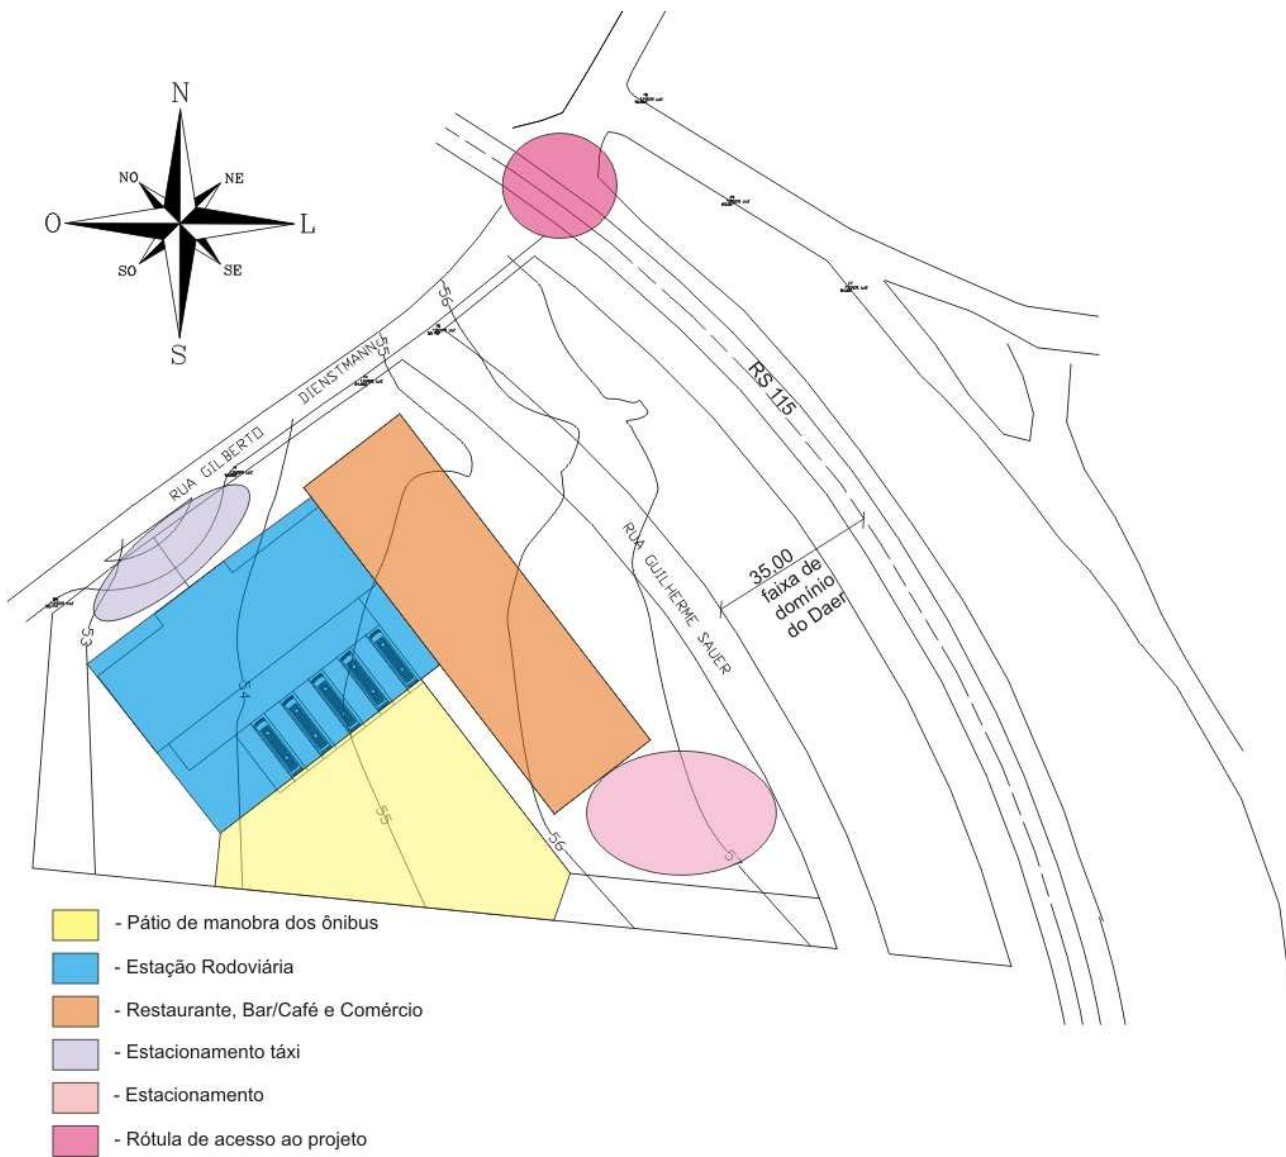 N
NO
NE
O
L
SO
SE
S
56
55
RUA GILBERTO DIENSTMANN
RS 115
35,00
faixa de
domínio
do Daer
RUA GUILHERME SAUER
53
54
55
56
- Pátio de manobra dos ônibus
- Estação Rodoviária
- Restaurante, Bar/Café e Comércio
- Estacionamento táxi
- Estacionamento
- Rótula de acesso ao projeto